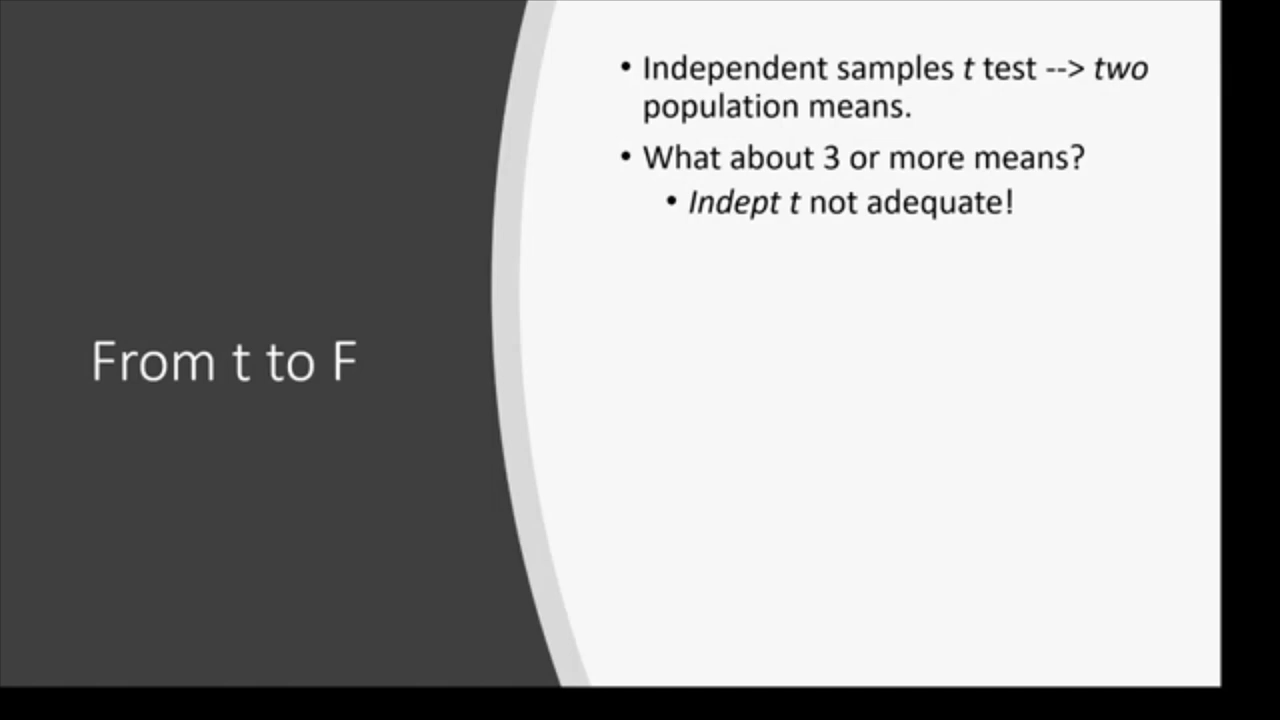 From t to F
• Independent samples t test --> two
population means.
• What about 3 or more means?
• Indept t not adequate!